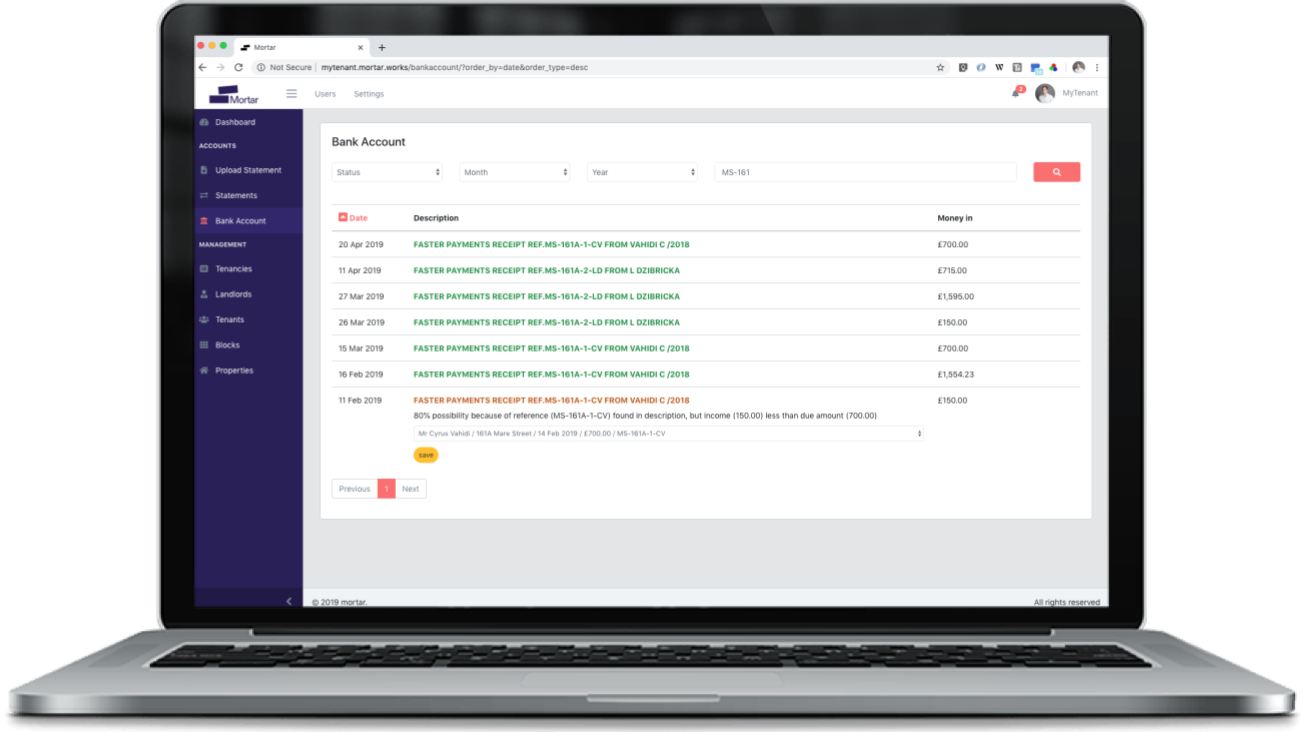 Mortar
Not Secure | mytenant.mortar.works/bankaccount/?order_by=date&order_type=desc
Mortar
Users Settings
2
MyTenant
Dashboard
ACCOUNTS
Upload Statement
Statements
Bank Account
MANAGEMENT
Tenancies
Landlords
Tenants
Blocks
Properties
Bank Account
Status Month Year MS-161
Date Description Money in
20 Apr 2019 FASTER PAYMENTS RECEIPT REF.MS-161A-1-CV FROM VAHIDI C /2018 £700.00
11 Apr 2019 FASTER PAYMENTS RECEIPT REF.MS-161A-2-LD FROM L DZIBRICKA £715.00
27 Mar 2019 FASTER PAYMENTS RECEIPT REF.MS-161A-2-LD FROM L DZIBRICKA £1,595.00
26 Mar 2019 FASTER PAYMENTS RECEIPT REF.MS-161A-2-LD FROM L DZIBRICKA £150.00
15 Mar 2019 FASTER PAYMENTS RECEIPT REF.MS-161A-1-CV FROM VAHIDI C /2018 £700.00
16 Feb 2019 FASTER PAYMENTS RECEIPT REF.MS-161A-1-CV FROM VAHIDI C /2018 £1,554.23
11 Feb 2019 FASTER PAYMENTS RECEIPT REF.MS-161A-1-CV FROM VAHIDI C /2018 £150.00
80% possibility because of reference (MS-161A-1-CV) found in description, but income (150.00) less than due amount (700.00)
Mr Cyrus Vahidi / 161A Mare Street / 14 Feb 2019 / £700.00 / MS-161A-1-CV
save
Previous 1 Next
© 2019 mortar. All rights reserved